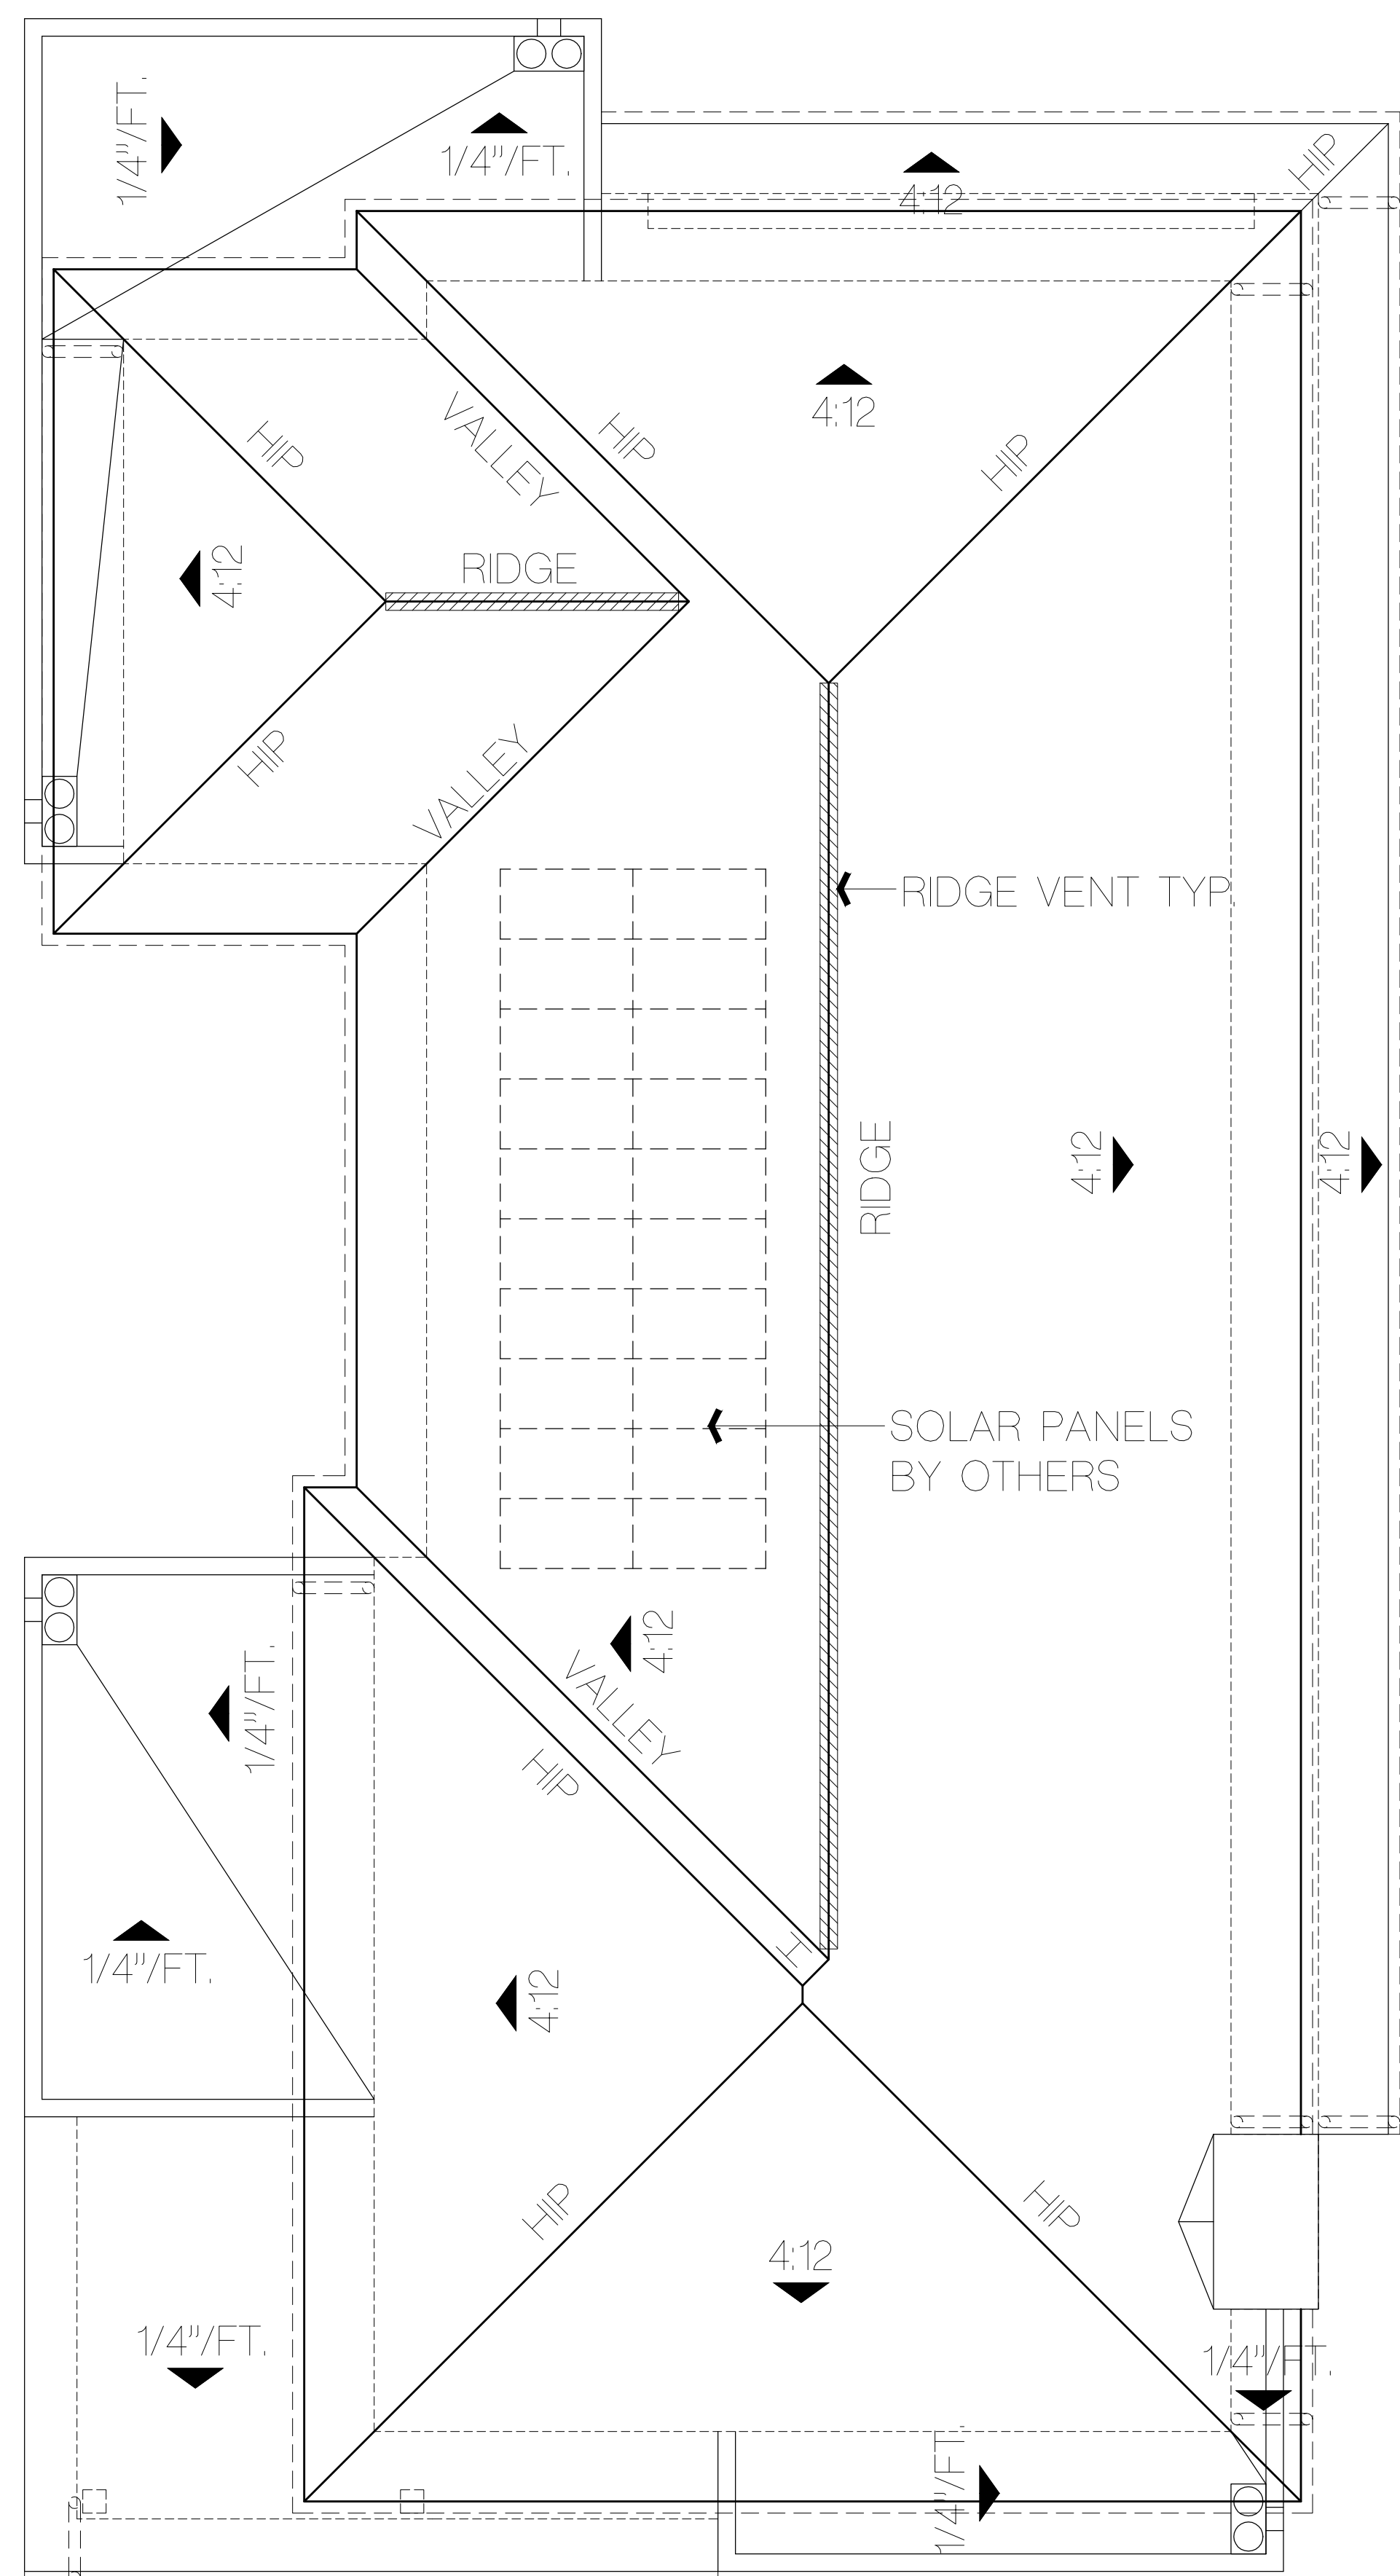 1/4"/FT.
1/4"/FT.
HIP
4:12
4:12
VALLEY
HIP
HIP
HIP
4:12
RIDGE
4:12
HIP
VALLEY
RIDGE VENT TYP.
RIDGE
4:12
4:12
SOLAR PANELS
BY OTHERS
4:12
1/4"/FT.
VALLEY
HIP
H
1/4"/FT.
4:12
HIP
HIP
4:12
1/4"/FT.
1/4"/FT.
1/4"/FT.